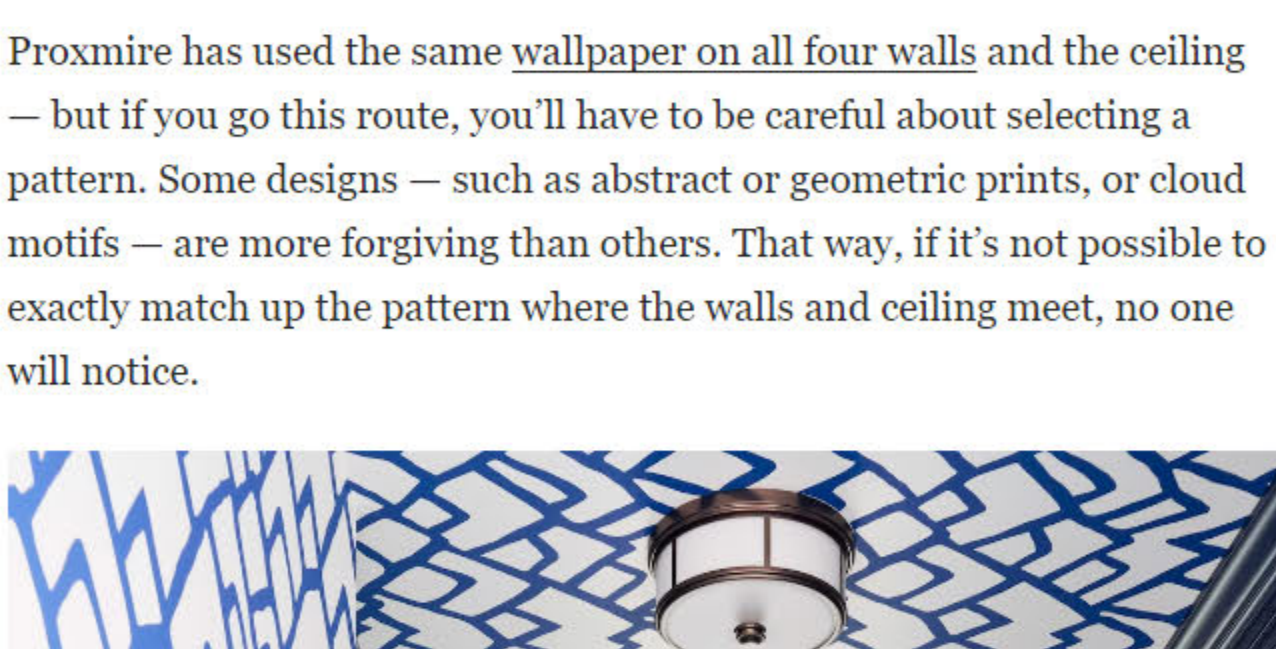 Proxmire has used the same wallpaper on all four walls and the ceiling
— but if you go this route, you’ll have to be careful about selecting a
pattern. Some designs — such as abstract or geometric prints, or cloud
motifs — are more forgiving than others. That way, if it’s not possible to
exactly match up the pattern where the walls and ceiling meet, no one
will notice.